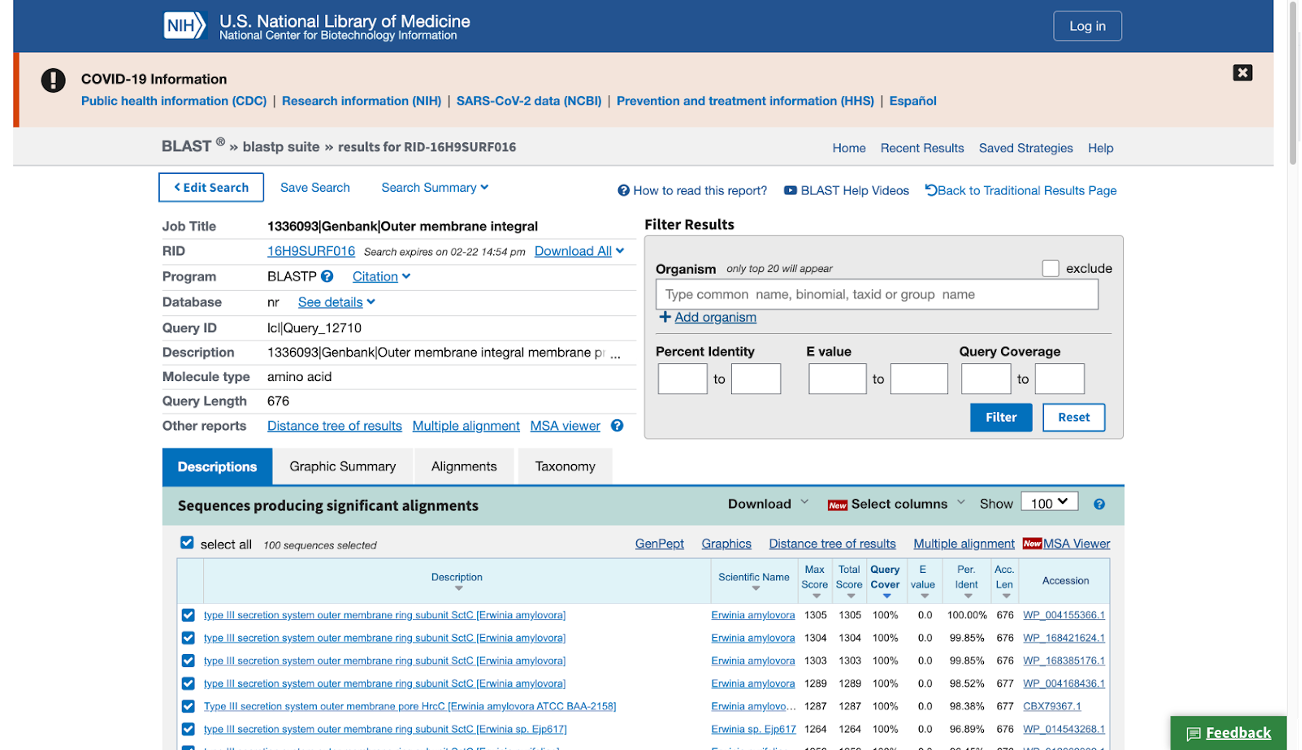 NIH
U.S. National Library of Medicine
National Center for Biotechnology Information
Log in
COVID-19 Information
Public health information (CDC) | Research information (NIH) | SARS-CoV-2 data (NCBI) | Prevention and treatment information (HHS) | Español
BLAST ® » blastp suite » results for RID-16H9SURF016
Home Recent Results Saved Strategies Help
Edit Search Save Search Search Summary
How to read this report? BLAST Help Videos Back to Traditional Results Page
Job Title 1336093|Genbank|Outer membrane integral
RID 16H9SURF016 Search expires on 02-22 14:54 pm Download All
Program BLASTP Citation
Database nr See details
Query ID lcl|Query_12710
Description 1336093|Genbank|Outer membrane integral membrane pr ...
Molecule type amino acid
Query Length 676
Other reports Distance tree of results Multiple alignment MSA viewer
Filter Results
Organism only top 20 will appear exclude
Type common name, binomial, taxid or group name
+ Add organism
Percent Identity E value Query Coverage
to to to
Filter Reset
Descriptions Graphic Summary Alignments Taxonomy
Sequences producing significant alignments Download New Select columns Show 100
select all 100 sequences selected GenPept Graphics Distance tree of results Multiple alignment New MSA Viewer
Description Scientific Name Max Score Total Score Query Cover E value Per. Ident Acc. Len Accession
type III secretion system outer membrane ring subunit SctC [Erwinia amylovora] Erwinia amylovora 1305 1305 100% 0.0 100.00% 676 WP_004155366.1
type III secretion system outer membrane ring subunit SctC [Erwinia amylovora] Erwinia amylovora 1304 1304 100% 0.0 99.85% 676 WP_168421624.1
type III secretion system outer membrane ring subunit SctC [Erwinia amylovora] Erwinia amylovora 1303 1303 100% 0.0 99.85% 676 WP_168385176.1
type III secretion system outer membrane ring subunit SctC [Erwinia amylovora] Erwinia amylovora 1289 1289 100% 0.0 98.52% 677 WP_004168436.1
Type III secretion system outer membrane pore HrcC [Erwinia amylovora ATCC BAA-2158] Erwinia amylovo... 1287 1287 100% 0.0 98.38% 677 CBX79367.1
type III secretion system outer membrane ring subunit SctC [Erwinia sp. Ejp617] Erwinia sp. Ejp617 1264 1264 100% 0.0 96.89% 676 WP_014543268.1
Feedback